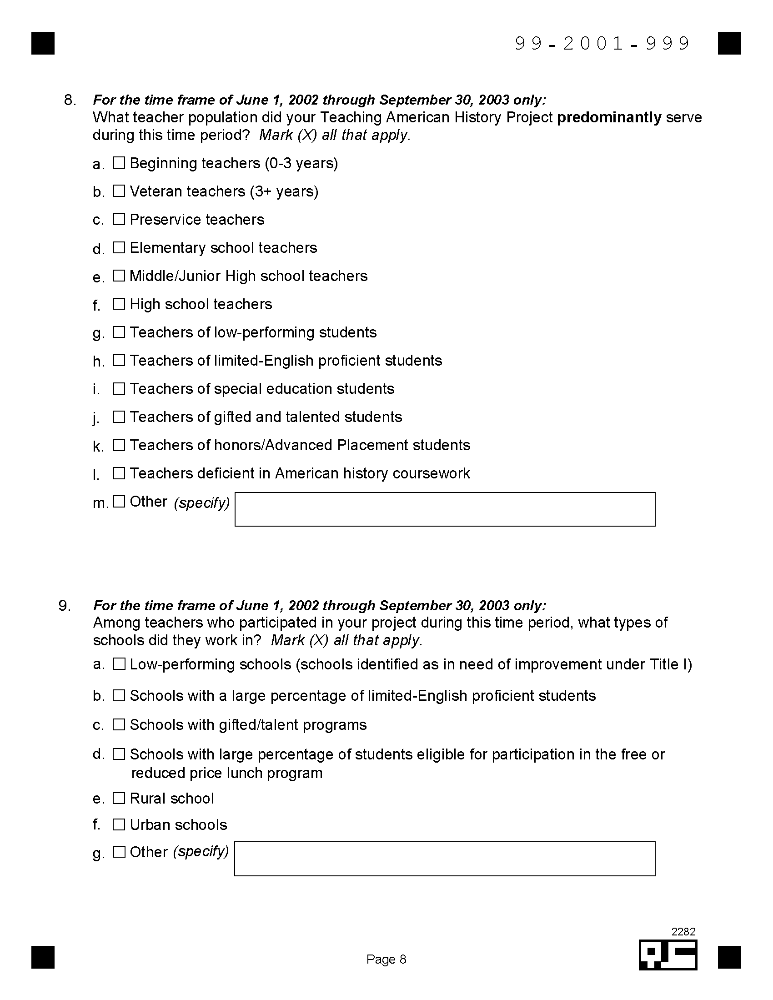 99-2001-999
8. For the time frame of June 1, 2002 through September 30, 2003 only:
What teacher population did your Teaching American History Project predominantly serve
during this time period? Mark (X) all that apply.
a. Beginning teachers (0-3 years)
b. Veteran teachers (3+ years)
c. Preservice teachers
d. Elementary school teachers
e. Middle/Junior High school teachers
f. High school teachers
g. Teachers of low-performing students
h. Teachers of limited-English proficient students
i. Teachers of special education students
j. Teachers of gifted and talented students
k. Teachers of honors/Advanced Placement students
l. Teachers deficient in American history coursework
m. Other (specify)
9. For the time frame of June 1, 2002 through September 30, 2003 only:
Among teachers who participated in your project during this time period, what types of
schools did they work in? Mark (X) all that apply.
a. Low-performing schools (schools identified as in need of improvement under Title I)
b. Schools with a large percentage of limited-English proficient students
c. Schools with gifted/talent programs
d. Schools with large percentage of students eligible for participation in the free or
reduced price lunch program
e. Rural school
f. Urban schools
g. Other (specify)
2282
Page 8